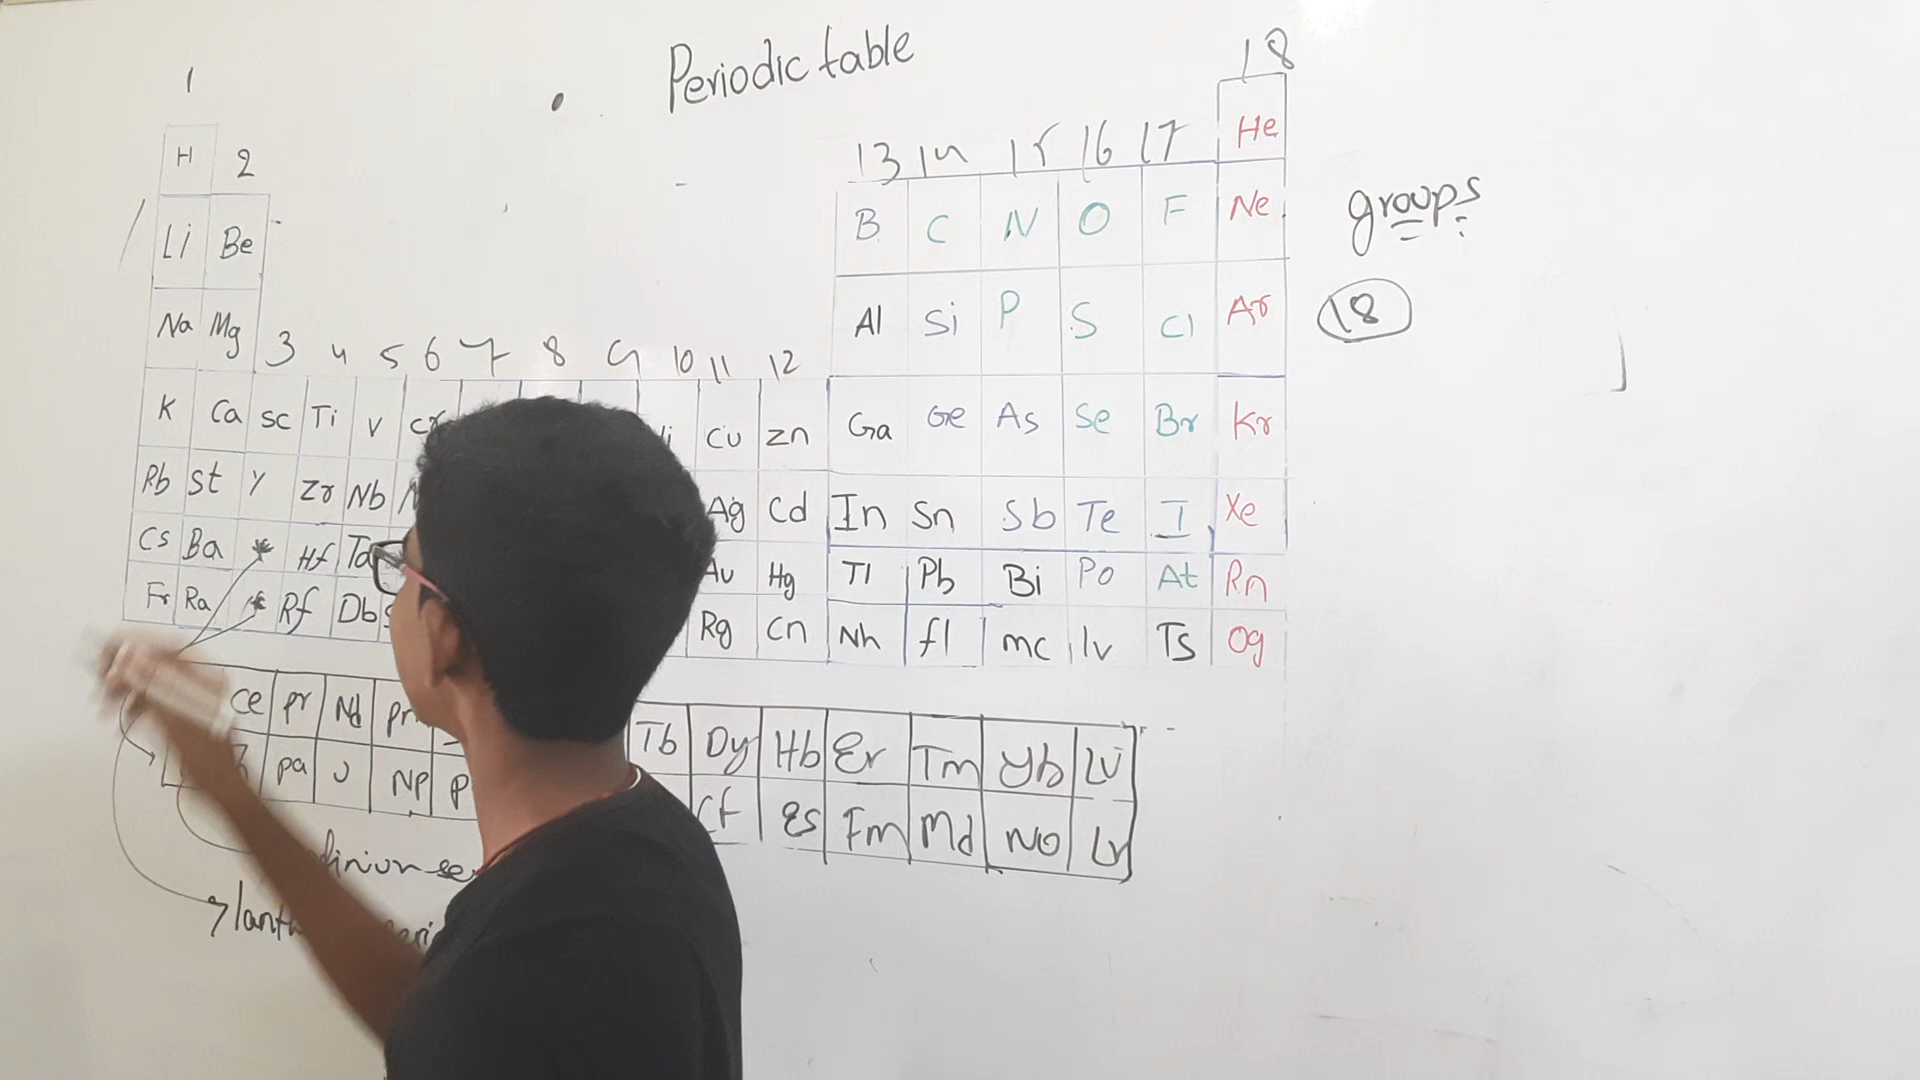 Periodic table
1 18
H 2 13 14 15 16 17 He
Li Be B C N O F Ne groups
Na Mg 3 4 5 6 7 8 9 10 11 12 Al Si P S Cl Ar 18
K Ca Sc Ti V Cr Cu Zn Ga Ge As Se Br Kr
Rb St Y Zr Nb Ag Cd In Sn Sb Te I Xe
Cs Ba * Hf Ta Au Hg Tl Pb Bi Po At Rn
Fr Ra * Rf Db Rg Cn Nh fl mc lv Ts Og
Ce pr Nd Tb Dy Hb Er Tm Yb Lu
pa U Np Cf Es Fm Md No Lr